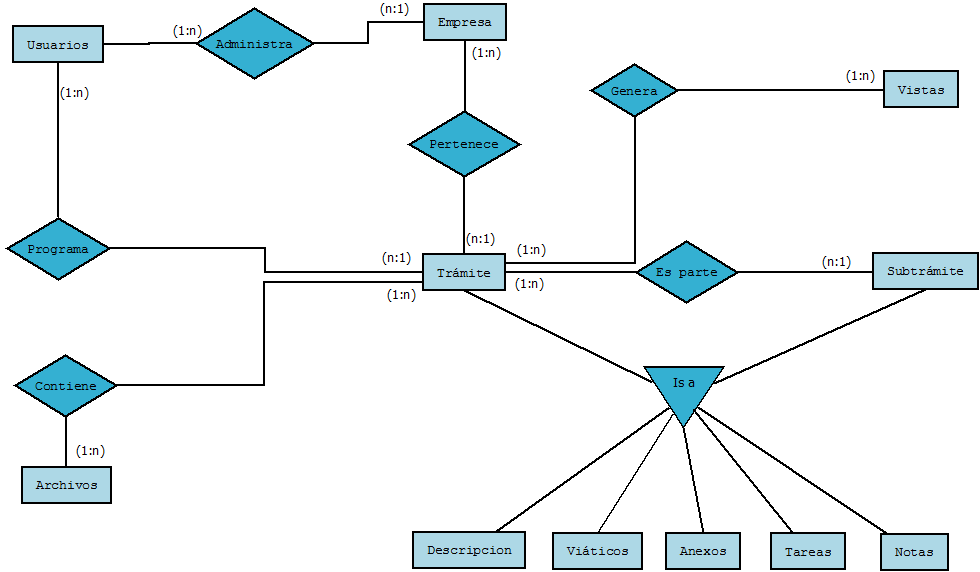 (n:1)
Empresa
(1:n)
Usuarios
Administra
(1:n)
(1:n)
Vistas
(1:n)
Genera
Pertenece
(n:1)
Programa
(n:1)
(1:n)
Trámite
Es parte
(n:1)
Subtrámite
(1:n)
(1:n)
Contiene
Is a
(1:n)
Archivos
Descripcion
Viáticos
Anexos
Tareas
Notas